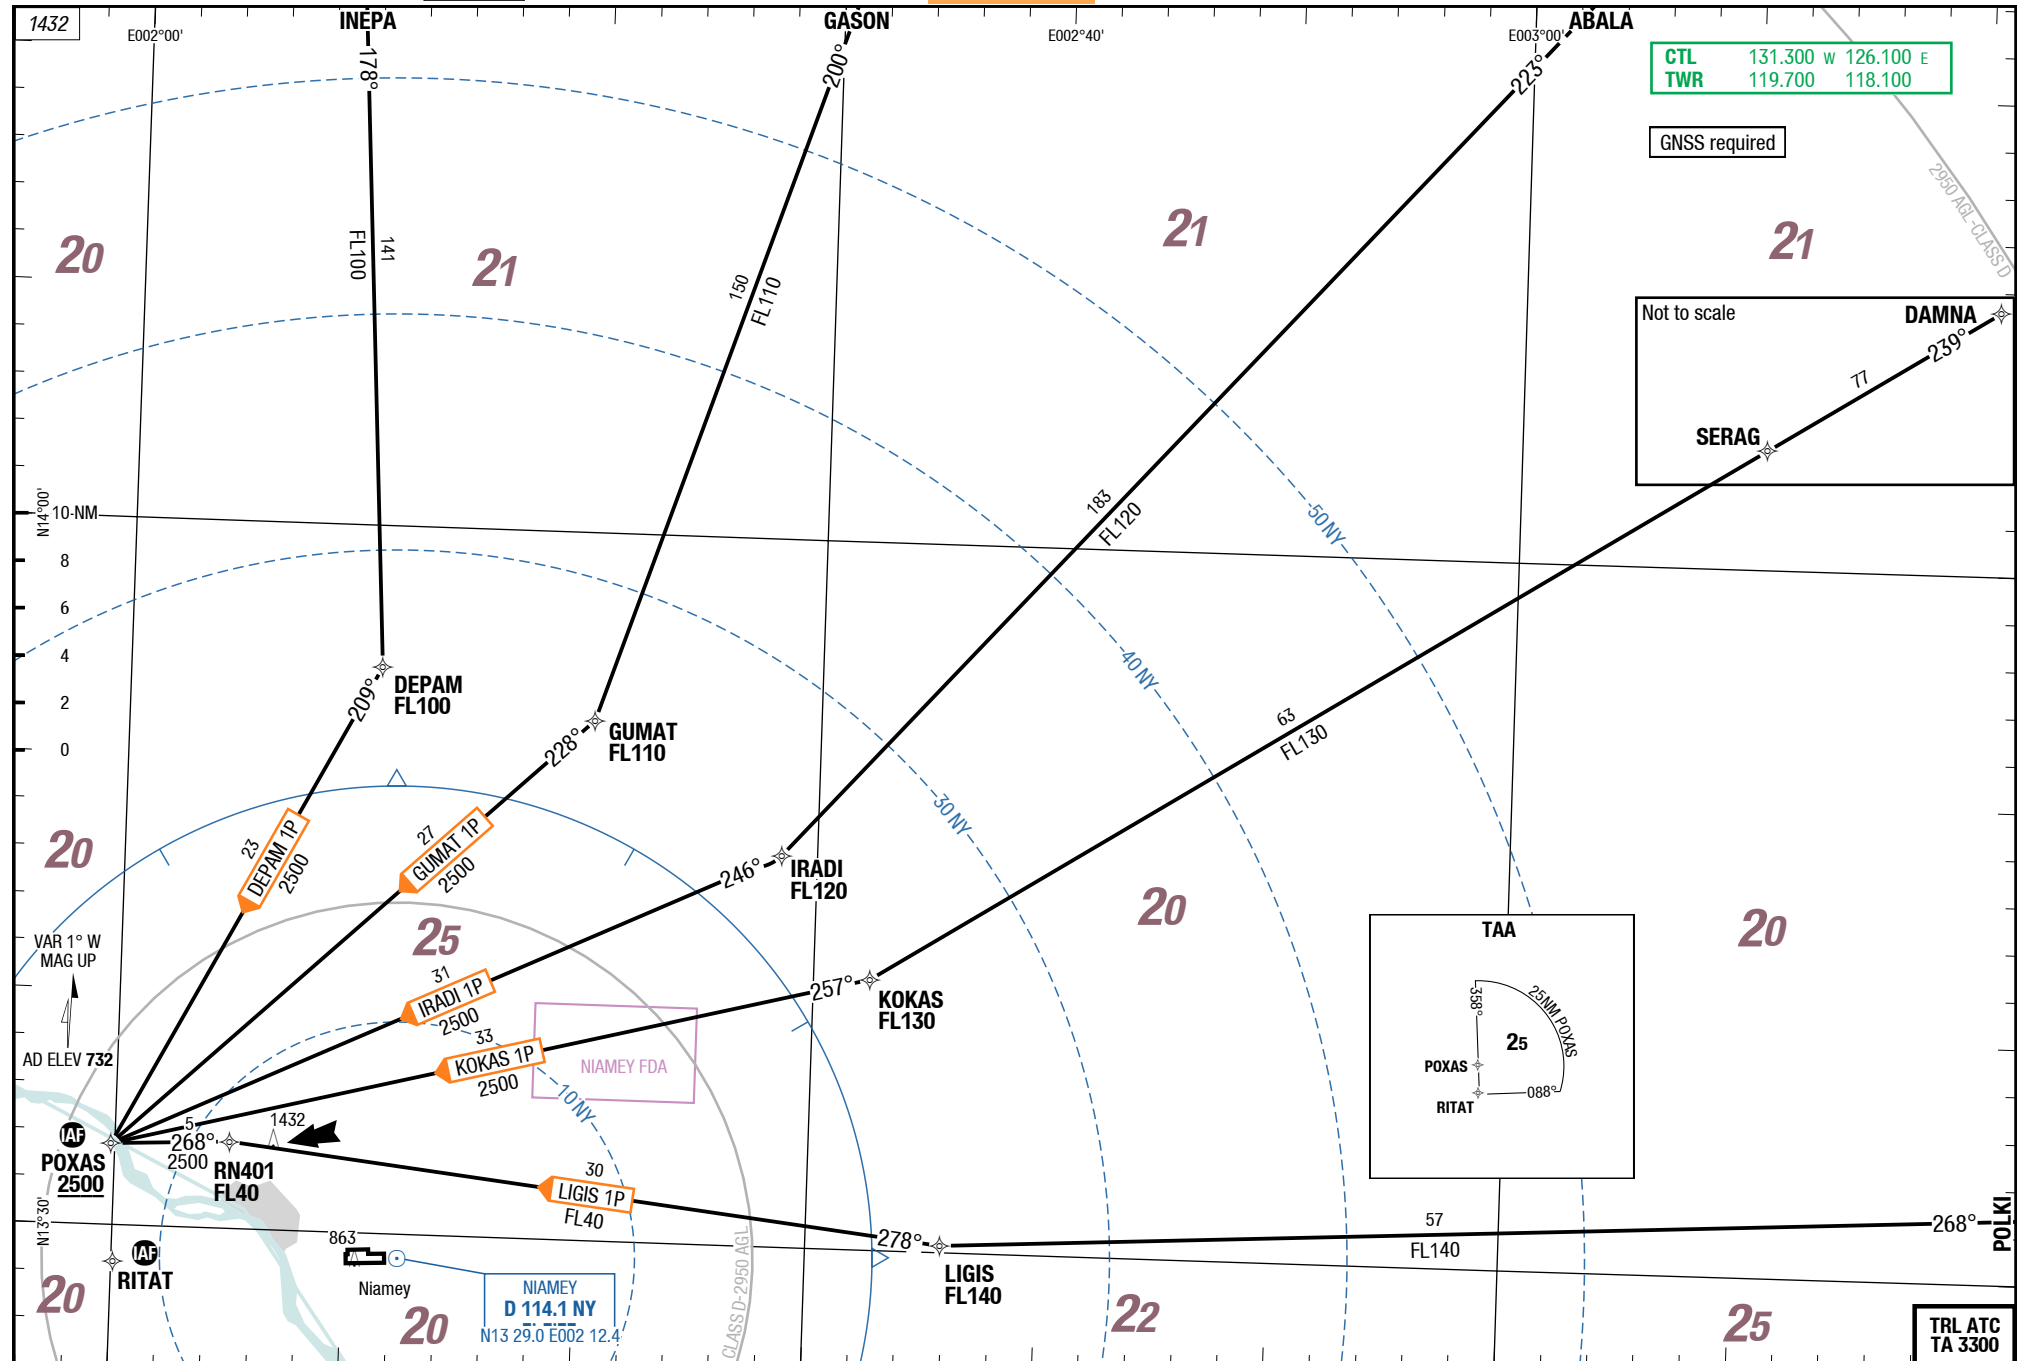 1432
INEPA
GASON
ABALA
E002°00'
E002°40'
E003°00'
178°
200°
223°
CTL 131.300 W 126.100 E
TWR 119.700 118.100
GNSS required
2950 AGL-CLASS D
20
21
21
21
141
FL100
150
FL110
183
FL120
Not to scale
DAMNA
239°
77
SERAG
N14°00'
10-NM
8
6
4
2
0
50 NY
40 NY
30 NY
10 NY
209°
DEPAM
FL100
228°
GUMAT
FL110
63
FL130
246°
IRADI
FL120
257°
KOKAS
FL130
20
25
20
20
23
DEPAM 1P
2500
27
GUMAT 1P
2500
31
IRADI 1P
2500
33
KOKAS 1P
2500
NIAMEY FDA
VAR 1° W
MAG UP
AD ELEV 732
TAA
358°
25NM POXAS
25
POXAS
088°
RITAT
IAF
POXAS
2500
5
268°
2500
RN401
FL40
1432
30
LIGIS 1P
FL40
278°
LIGIS
FL140
57
FL140
268°
POLKI
N13°30'
IAF
RITAT
863
Niamey
NIAMEY
D 114.1 NY
N13 29.0 E002 12.4
CLASS D-2950 AGL
20
20
22
25
TRL ATC
TA 3300